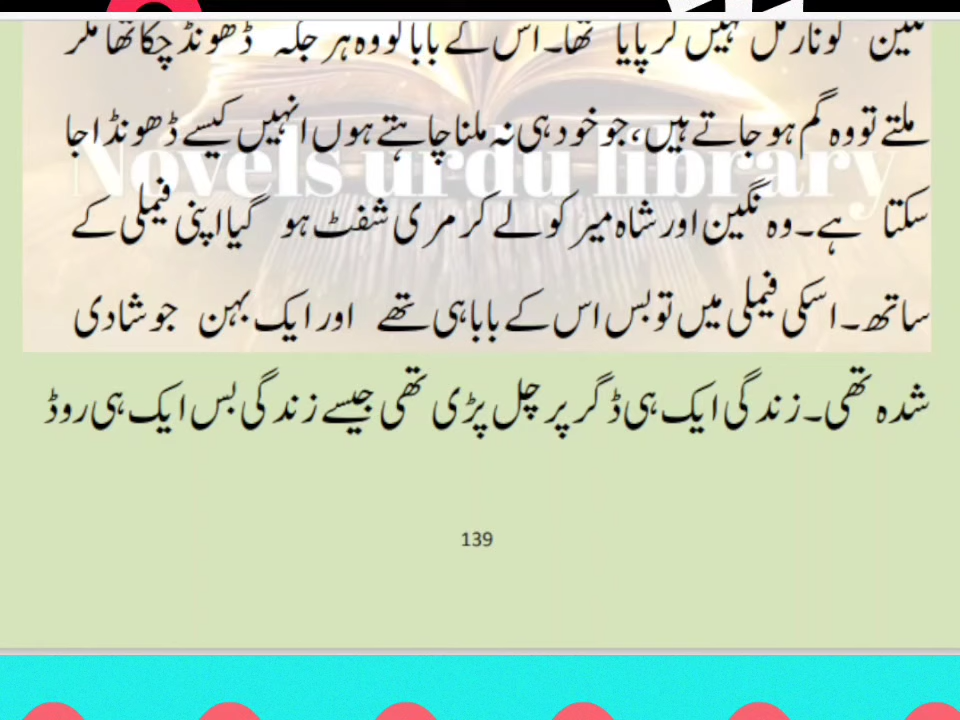 نگین کو نارمل نہیں کر پایا تھا۔ اس کے بابا کو وہ ہر جگہ ڈھونڈ چکا تھا مگر
ملتے تو وہ گم ہو جاتے ہیں، جو خود ہی نہ ملنا چاہتے ہوں انہیں کیسے ڈھونڈا جا
Novels urdu library
سکتا ہے۔ وہ نگین اور شاہ میر کو لے کر مری شفٹ ہو گیا اپنی فیملی کے
ساتھ۔ اسکی فیملی میں تو بس اس کے بابا ہی تھے اور ایک بہن جو شادی
شدہ تھی۔ زندگی ایک ہی ڈگر پر چل پڑی تھی جیسے زندگی بس ایک ہی روڈ
139